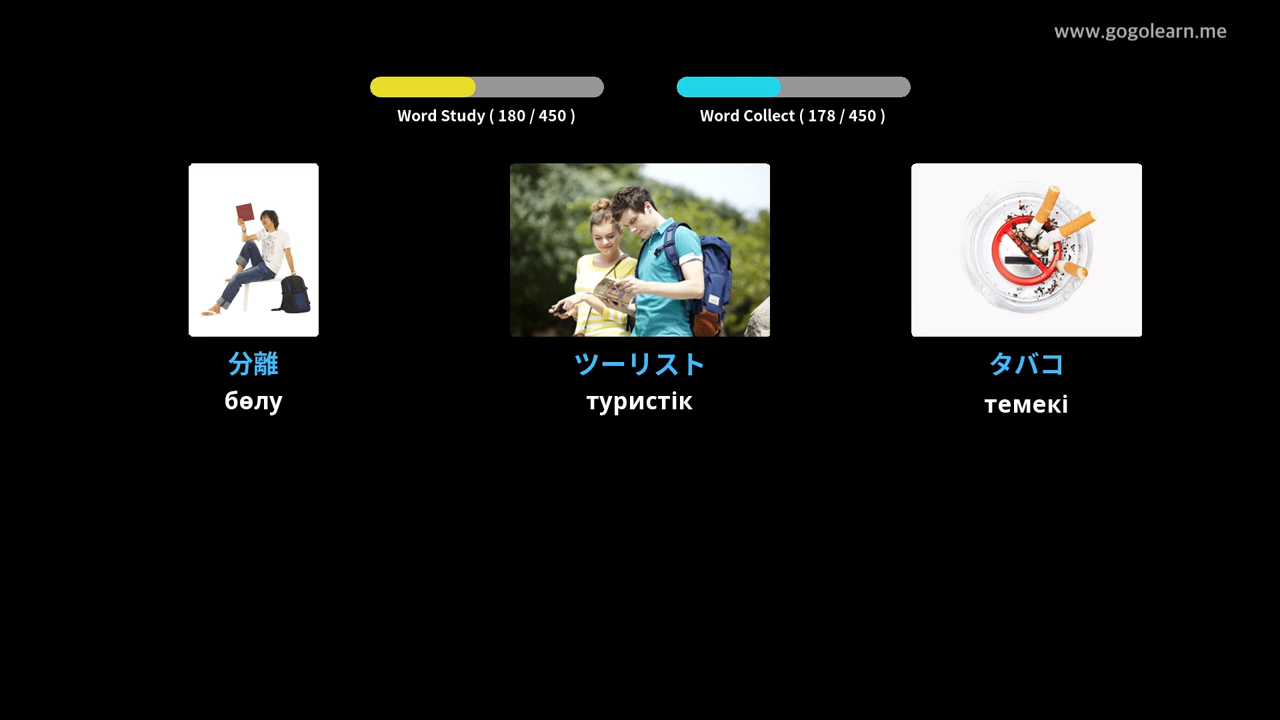 www.gogolearn.me
Word Study ( 180 / 450 )
Word Collect ( 178 / 450 )
分離
ツーリスト
タバコ
бөлу
туристік
темекі